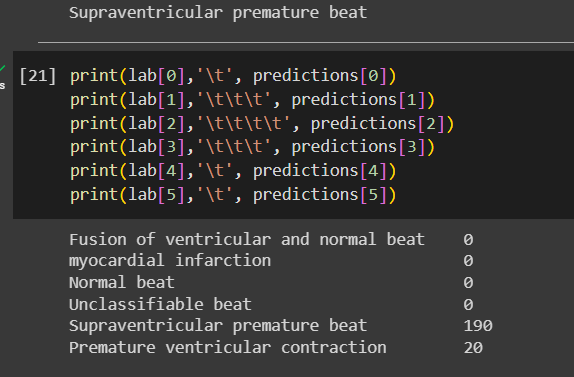 Supraventricular premature beat
s
[21] print(lab[0],'\t', predictions[0])
print(lab[1],'\t\t\t', predictions[1])
print(lab[2],'\t\t\t\t', predictions[2])
print(lab[3],'\t\t\t', predictions[3])
print(lab[4],'\t', predictions[4])
print(lab[5],'\t', predictions[5])
Fusion of ventricular and normal beat 0
myocardial infarction 0
Normal beat 0
Unclassifiable beat 0
Supraventricular premature beat 190
Premature ventricular contraction 20